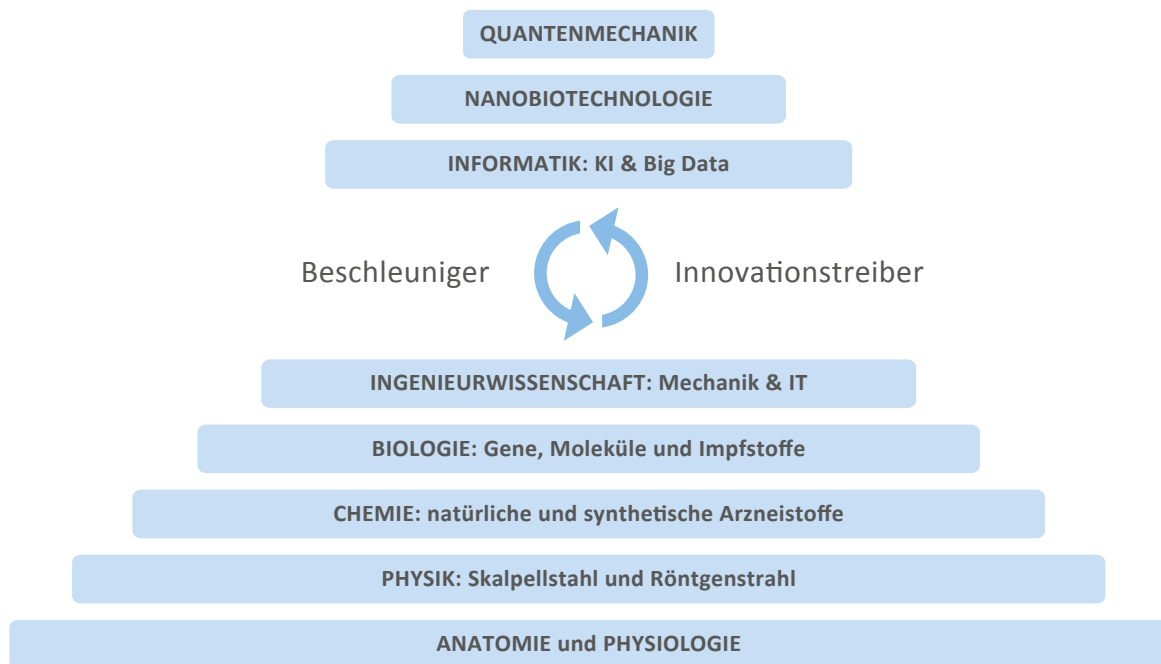 QUANTENMECHANIK
NANOBIOTECHNOLOGIE
INFORMATIK: KI & Big Data
Beschleuniger
Innovationstreiber
INGENIEURWISSENSCHAFT: Mechanik & IT
BIOLOGIE: Gene, Moleküle und Impfstoffe
CHEMIE: natürliche und synthetische Arzneistoffe
PHYSIK: Skalpellstahl und Röntgenstrahl
ANATOMIE und PHYSIOLOGIE